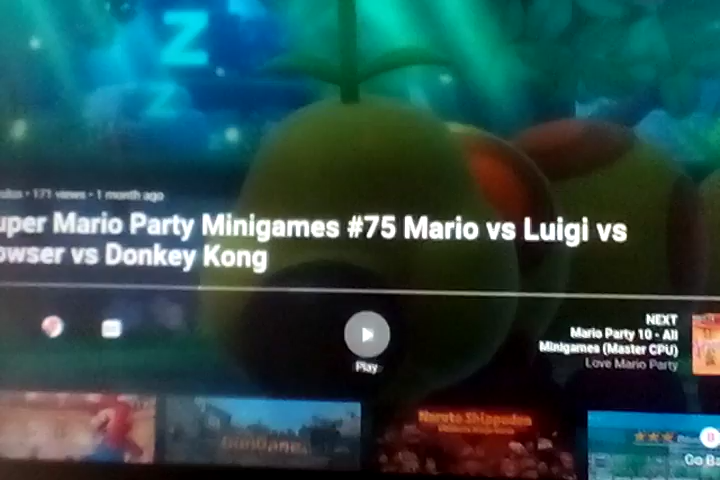 Z
Z
171 views • 1 month ago
uper Mario Party Minigames #75 Mario vs Luigi vs
owser vs Donkey Kong
NEXT
Mario Party 10 - All
Minigames (Master CPU)
Love Mario Party
Play
Naruto Shippuden
Go Ba